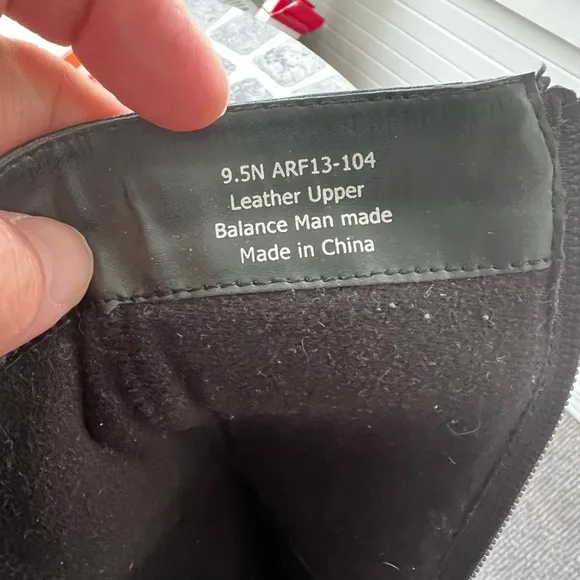 9.5N ARF13-104
Leather Upper
Balance Man made
Made in China